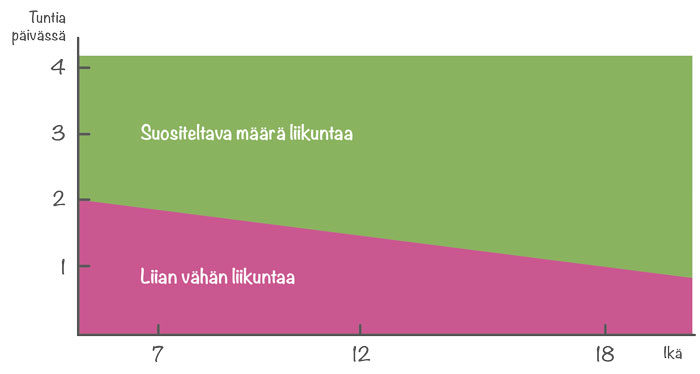 Tuntia
päivässä
4
3
2
1
Suositeltava määrä liikuntaa
Liian vähän liikuntaa
7
12
18
Ikä